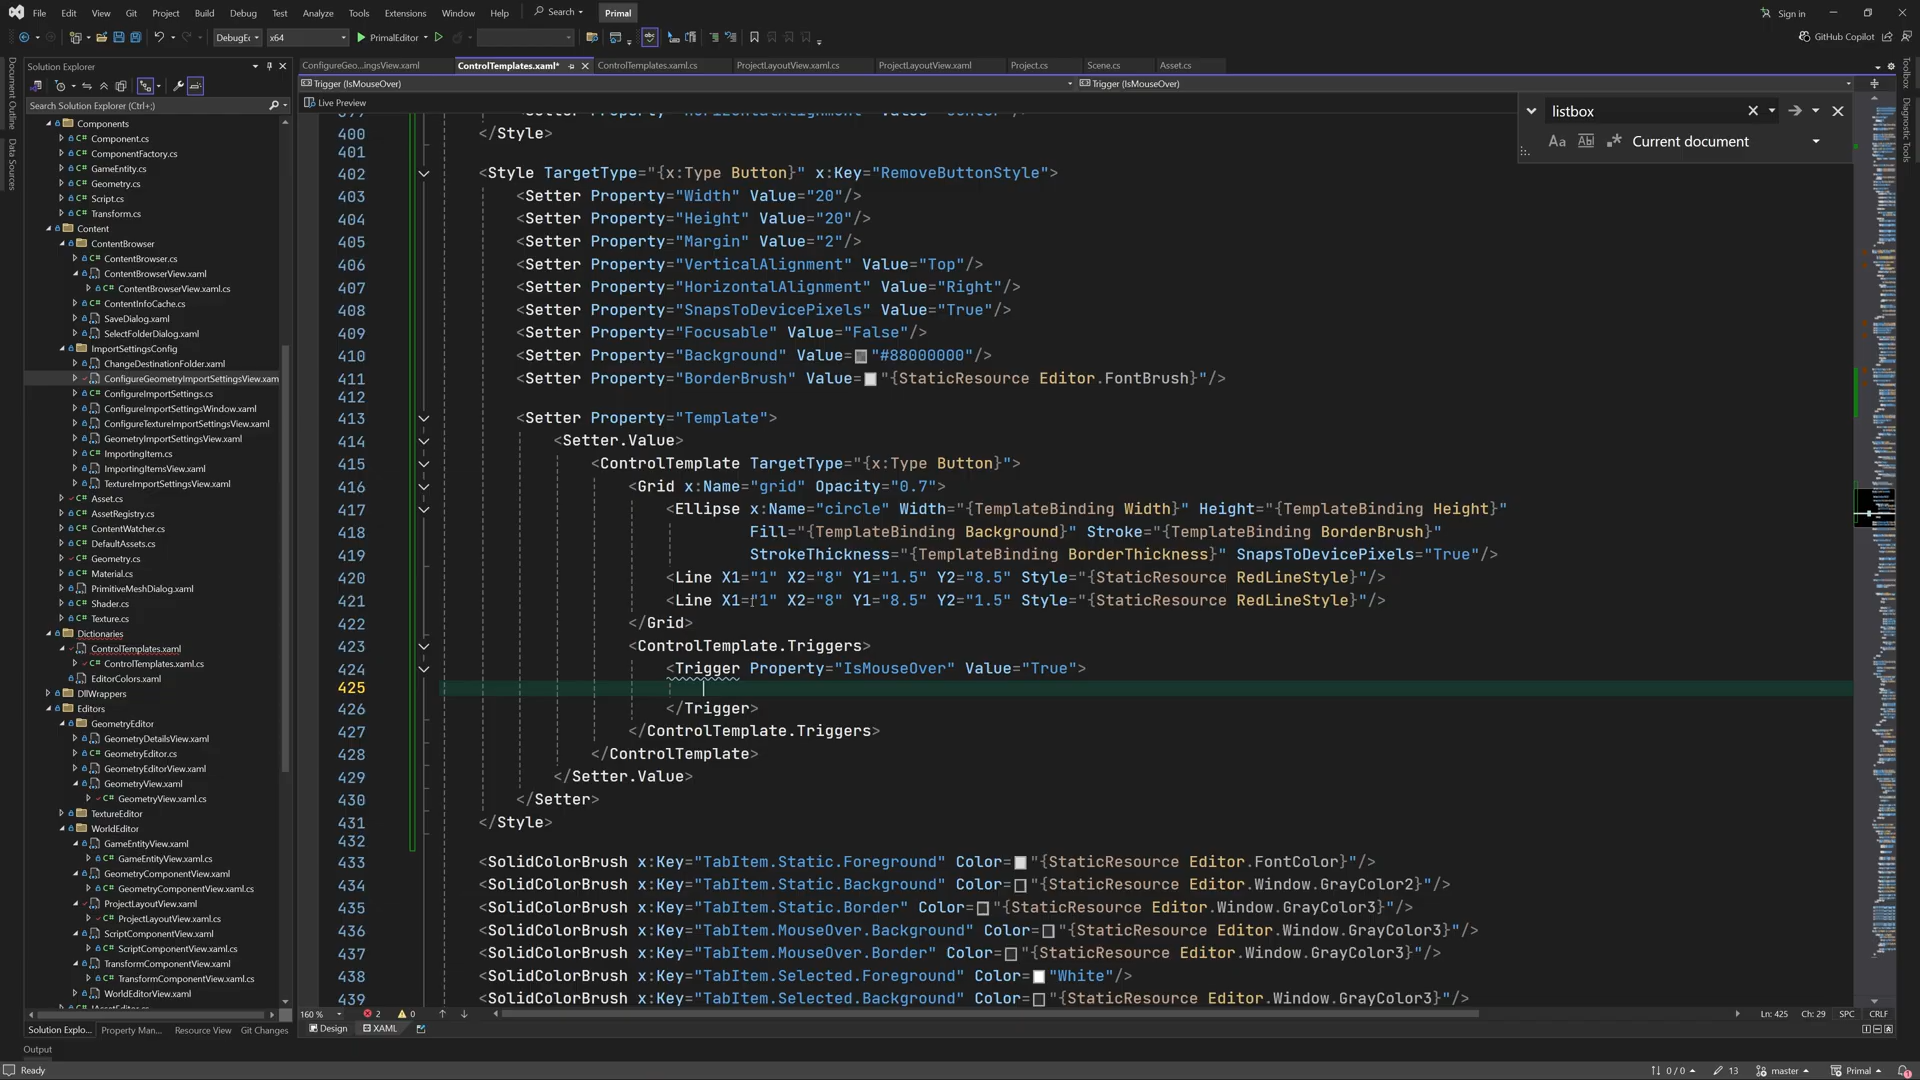 File Edit View Git Project Build Debug Test Analyze Tools Extensions Window Help Search Primal Sign in
x64 PrimalEditor GitHub Copilot
Solution Explorer
Search Solution Explorer (Ctrl+;)
Components
Component.cs
ComponentFactory.cs
GameEntity.cs
Geometry.cs
Script.cs
Transform.cs
Content
ContentBrowser
ContentBrowser.cs
ContentBrowserView.xaml
ContentBrowserView.xaml.cs
ContentInfoCache.cs
SaveDialog.xaml
SelectFolderDialog.xaml
ImportSettingsConfig
ChangeDestinationFolder.xaml
ConfigureGeometryImportSettingsView.xam
ConfigureImportSettings.cs
ConfigureImportSettingsWindow.xaml
ConfigureTextureImportSettingsView.xaml
GeometryImportSettingsView.xaml
ImportingItem.cs
ImportingItemsView.xaml
TextureImportSettingsView.xaml
Asset.cs
AssetRegistry.cs
ContentWatcher.cs
DefaultAssets.cs
Geometry.cs
Material.cs
PrimitiveMeshDialog.xaml
Shader.cs
Texture.cs
Dictionaries
ControlTemplates.xaml
ControlTemplates.xaml.cs
EditorColors.xaml
DllWrappers
Editors
GeometryEditor
GeometryDetailsView.xaml
GeometryEditor.cs
GeometryEditorView.xaml
GeometryView.xaml
GeometryView.xaml.cs
TextureEditor
WorldEditor
GameEntityView.xaml
GameEntityView.xaml.cs
GeometryComponentView.xaml
GeometryComponentView.xaml.cs
ProjectLayoutView.xaml
ProjectLayoutView.xaml.cs
ScriptComponentView.xaml
ScriptComponentView.xaml.cs
TransformComponentView.xaml
TransformComponentView.xaml.cs
WorldEditorView.xaml
Solution Explo... Property Man... Resource View Git Changes
Output
Ready
Document Outline
Data Sources
ConfigureGeo...ingsView.xaml ControlTemplates.xaml* ControlTemplates.xaml.cs ProjectLayoutView.xaml.cs ProjectLayoutView.xaml Project.cs Scene.cs Asset.cs
Trigger (IsMouseOver) Trigger (IsMouseOver)
Live Preview
listbox
Current document
400 </Style>
401
402 <Style TargetType="{x:Type Button}" x:Key="RemoveButtonStyle">
403 <Setter Property="Width" Value="20"/>
404 <Setter Property="Height" Value="20"/>
405 <Setter Property="Margin" Value="2"/>
406 <Setter Property="VerticalAlignment" Value="Top"/>
407 <Setter Property="HorizontalAlignment" Value="Right"/>
408 <Setter Property="SnapsToDevicePixels" Value="True"/>
409 <Setter Property="Focusable" Value="False"/>
410 <Setter Property="Background" Value="#88000000"/>
411 <Setter Property="BorderBrush" Value="{StaticResource Editor.FontBrush}"/>
412
413 <Setter Property="Template">
414 <Setter.Value>
415 <ControlTemplate TargetType="{x:Type Button}">
416 <Grid x:Name="grid" Opacity="0.7">
417 <Ellipse x:Name="circle" Width="{TemplateBinding Width}" Height="{TemplateBinding Height}"
418 Fill="{TemplateBinding Background}" Stroke="{TemplateBinding BorderBrush}"
419 StrokeThickness="{TemplateBinding BorderThickness}" SnapsToDevicePixels="True"/>
420 <Line X1="1" X2="8" Y1="1.5" Y2="8.5" Style="{StaticResource RedLineStyle}"/>
421 <Line X1="1" X2="8" Y1="8.5" Y2="1.5" Style="{StaticResource RedLineStyle}"/>
422 </Grid>
423 <ControlTemplate.Triggers>
424 <Trigger Property="IsMouseOver" Value="True">
425
426 </Trigger>
427 </ControlTemplate.Triggers>
428 </ControlTemplate>
429 </Setter.Value>
430 </Setter>
431 </Style>
432
433 <SolidColorBrush x:Key="TabItem.Static.Foreground" Color="{StaticResource Editor.FontColor}"/>
434 <SolidColorBrush x:Key="TabItem.Static.Background" Color="{StaticResource Editor.Window.GrayColor2}"/>
435 <SolidColorBrush x:Key="TabItem.Static.Border" Color="{StaticResource Editor.Window.GrayColor3}"/>
436 <SolidColorBrush x:Key="TabItem.MouseOver.Background" Color="{StaticResource Editor.Window.GrayColor3}"/>
437 <SolidColorBrush x:Key="TabItem.MouseOver.Border" Color="{StaticResource Editor.Window.GrayColor3}"/>
438 <SolidColorBrush x:Key="TabItem.Selected.Foreground" Color="White"/>
439 <SolidColorBrush x:Key="TabItem.Selected.Background" Color="{StaticResource Editor.Window.GrayColor3}"/>
160 % 2 0 Ln: 425 Ch: 29 SPC CRLF
Design XAML
Toolbox
Diagnostic Tools
0 / 0 13 master Primal